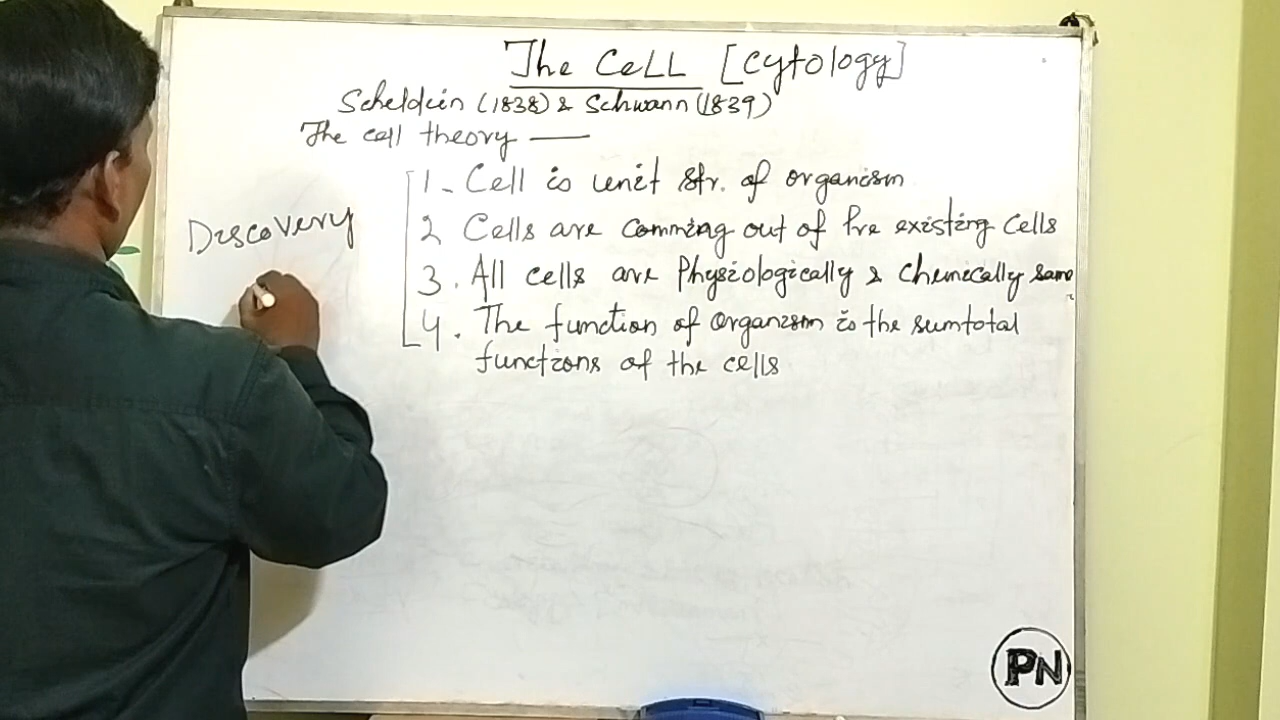 The CeLL [Cytology]
Scheldein (1838) & Schwann (1839)
The cell theory —
1 - Cell is unit str. of organism
Discovery
2 Cells are comming out of Pre existing Cells
3. All cells are Physiologically & chemically same
4. The function of organism is the sumtotal
functions of the cells
PN